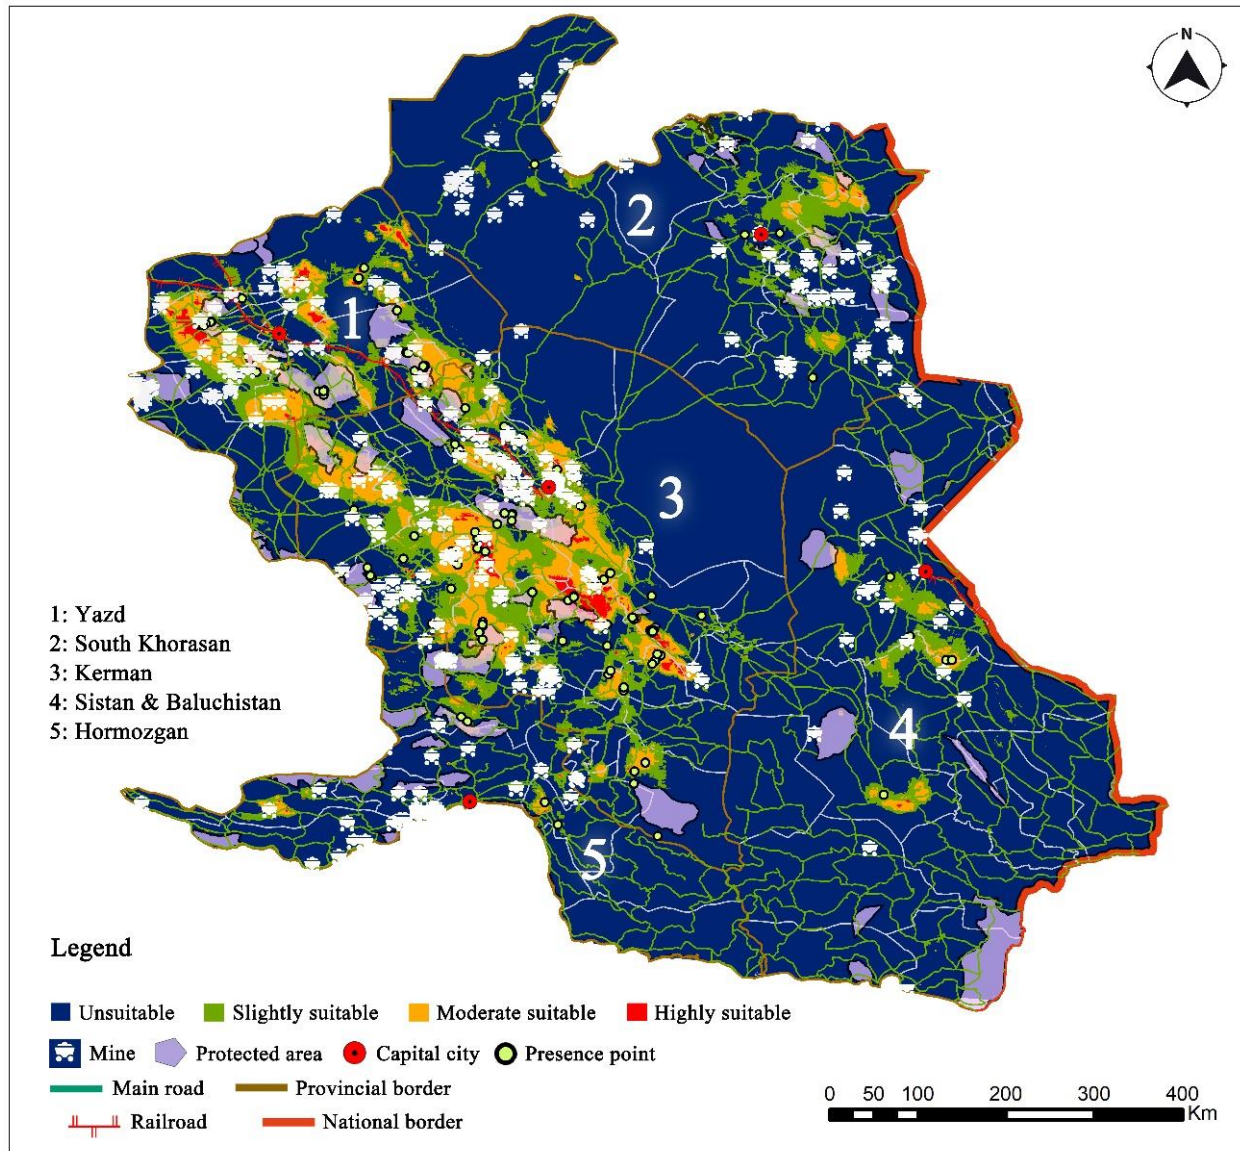 N
2
1
3
1: Yazd
2: South Khorasan
3: Kerman
4: Sistan & Baluchistan
5: Hormozgan
4
5
Legend
Unsuitable Slightly suitable Moderate suitable Highly suitable
Mine Protected area Capital city Presence point
Main road Provincial border
Railroad National border
0 50 100 200 300 400
Km